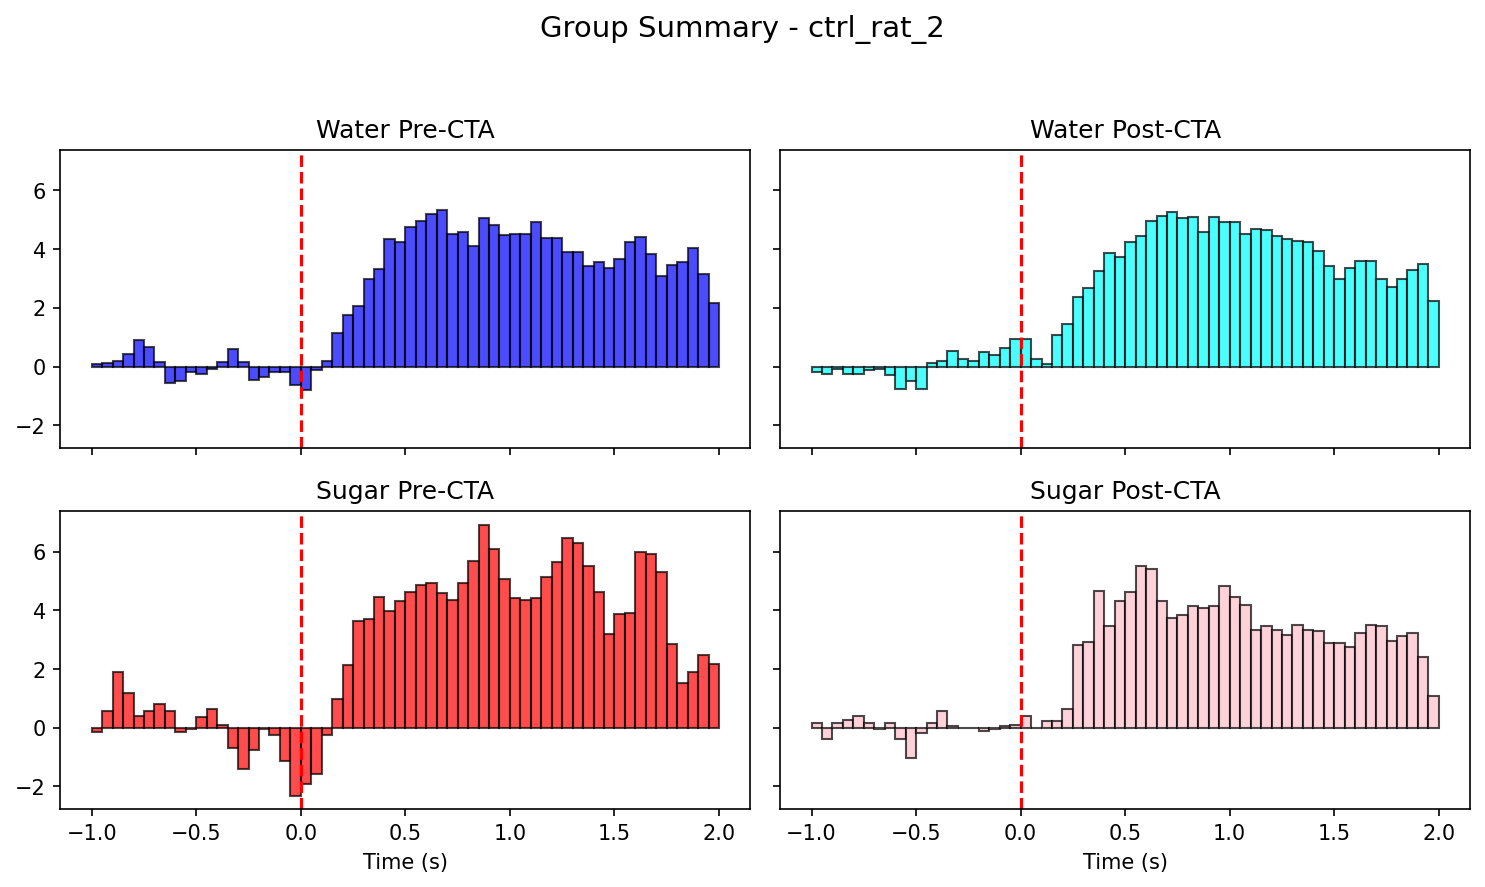 Group Summary - ctrl_rat_2
Water Pre-CTA
Water Post-CTA
6
4
2
0
−2
Sugar Pre-CTA
Sugar Post-CTA
6
4
2
0
−2
−1.0 −0.5 0.0 0.5 1.0 1.5 2.0
−1.0 −0.5 0.0 0.5 1.0 1.5 2.0
Time (s)
Time (s)